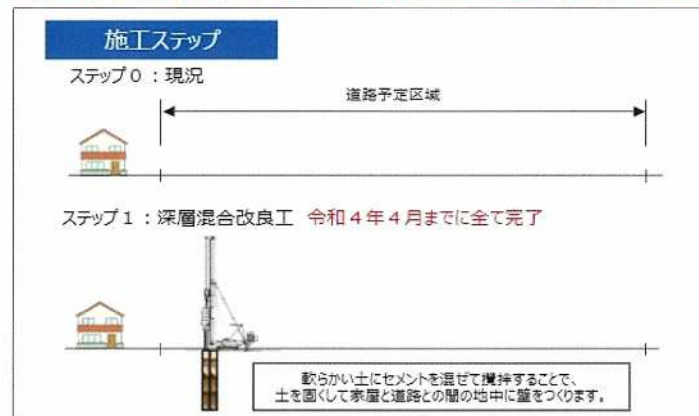 施工ステップ
ステップ0：現況
道路予定区域
ステップ1：深層混合改良工 令和4年4月までに全て完了
軟らかい土にセメントを混ぜて攪拌することで、
土を固くして家屋と道路との間の地中に壁をつくります。